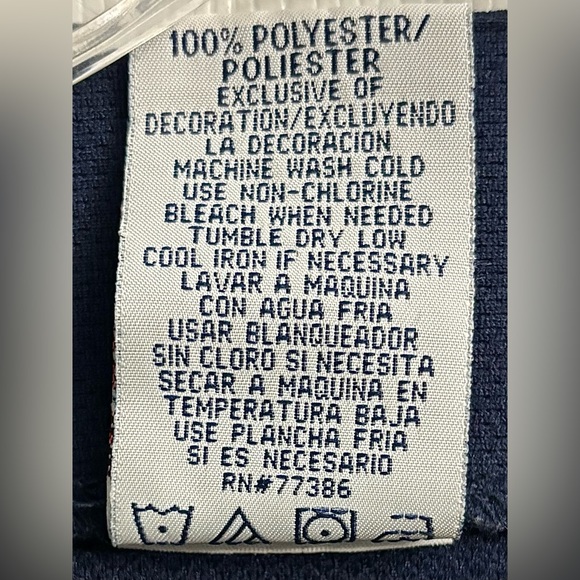 100% POLYESTER/
POLIESTER
EXCLUSIVE OF
DECORATION/EXCLUYENDO
LA DECORACION
MACHINE WASH COLD
USE NON-CHLORINE
BLEACH WHEN NEEDED
TUMBLE DRY LOW
COOL IRON IF NECESSARY
LAVAR A MAQUINA
CON AGUA FRIA
USAR BLANQUEADOR
SIN CLORO SI NECESITA
SECAR A MAQUINA EN
TEMPERATURA BAJA
USE PLANCHA FRIA
SI ES NECESARIO
RN#77386